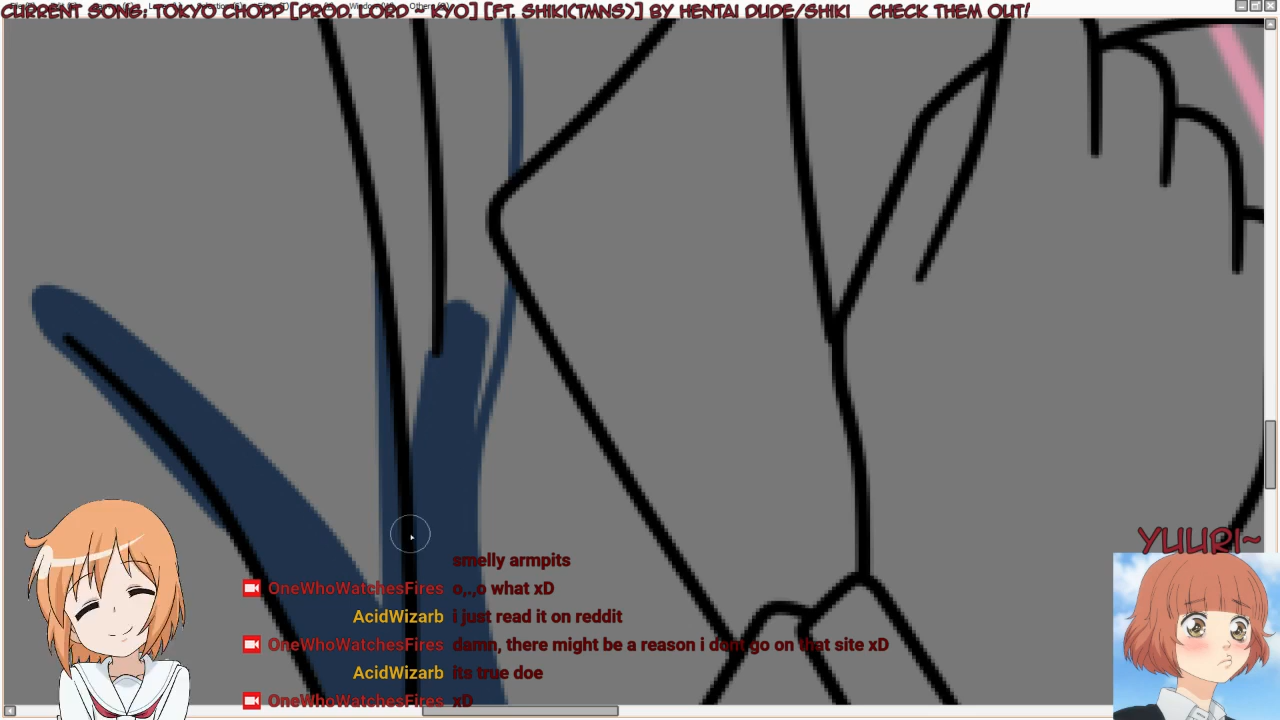 CURRENT SONG: TOKYO CHOPP [PROD. LORD ~ KYO] [FT. SHIKI(TMNS)] BY HENTAI DUDE/SHIKI CHECK THEM OUT!
YUURI~
smelly armpits
OneWhoWatchesFires o,.,o what xD
AcidWizarb i just read it on reddit
OneWhoWatchesFires damn, there might be a reason i dont go on that site xD
AcidWizarb its true doe
OneWhoWatchesFires xD